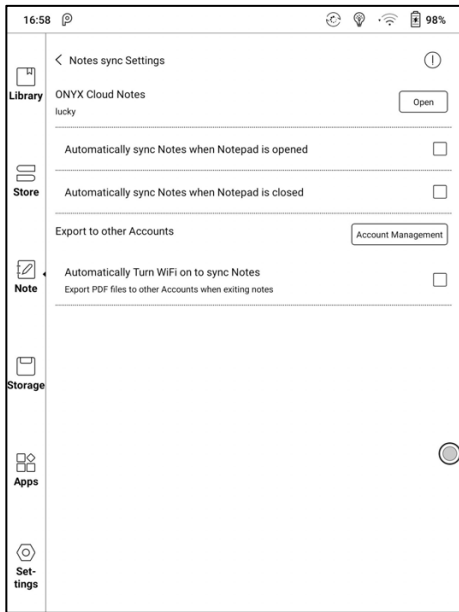 16:58
98%
Notes sync Settings
Library
ONYX Cloud Notes
lucky
Open
Automatically sync Notes when Notepad is opened
Store
Automatically sync Notes when Notepad is closed
Export to other Accounts
Account Management
Note
Automatically Turn WiFi on to sync Notes
Export PDF files to other Accounts when exiting notes
Storage
Apps
Set-
tings